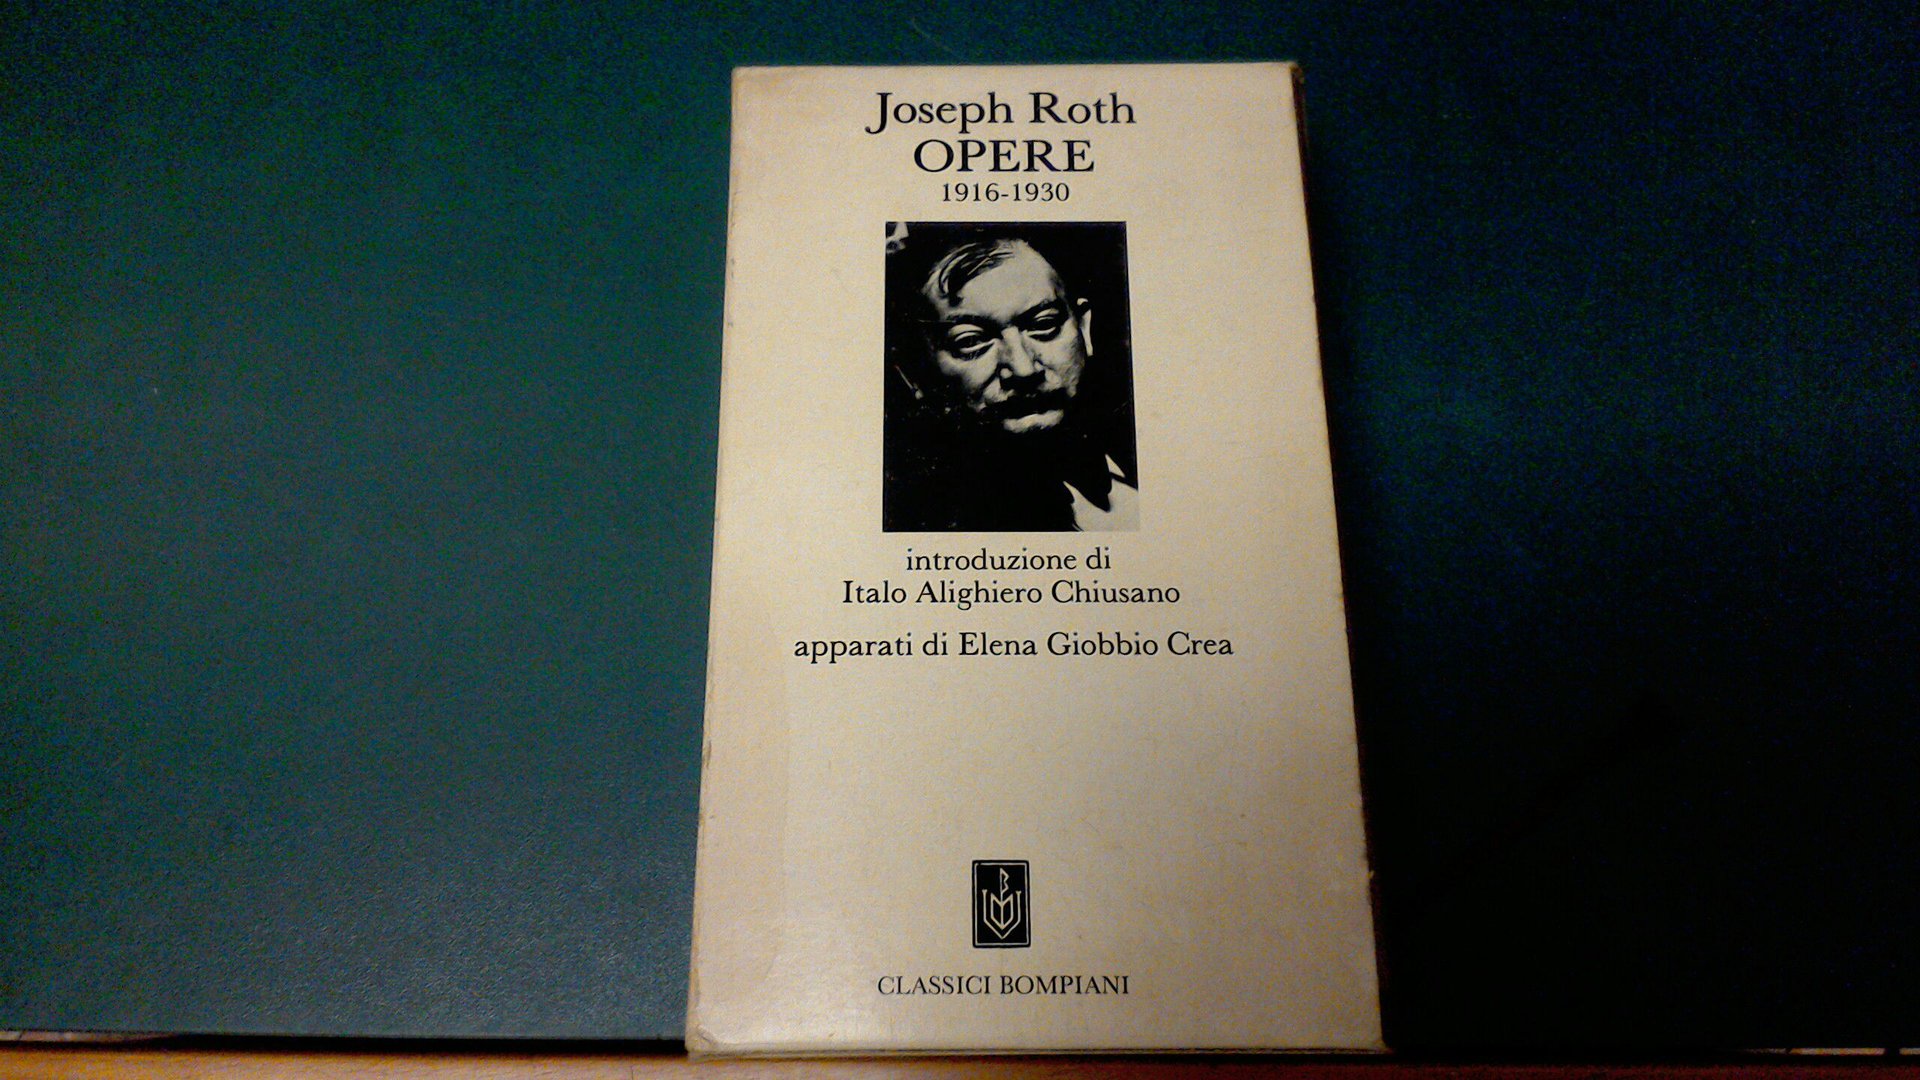 Joseph Roth
OPERE
1916-1930
introduzione di
Italo Alighiero Chiusano
apparati di Elena Giobbio Crea
CLASSICI BOMPIANI